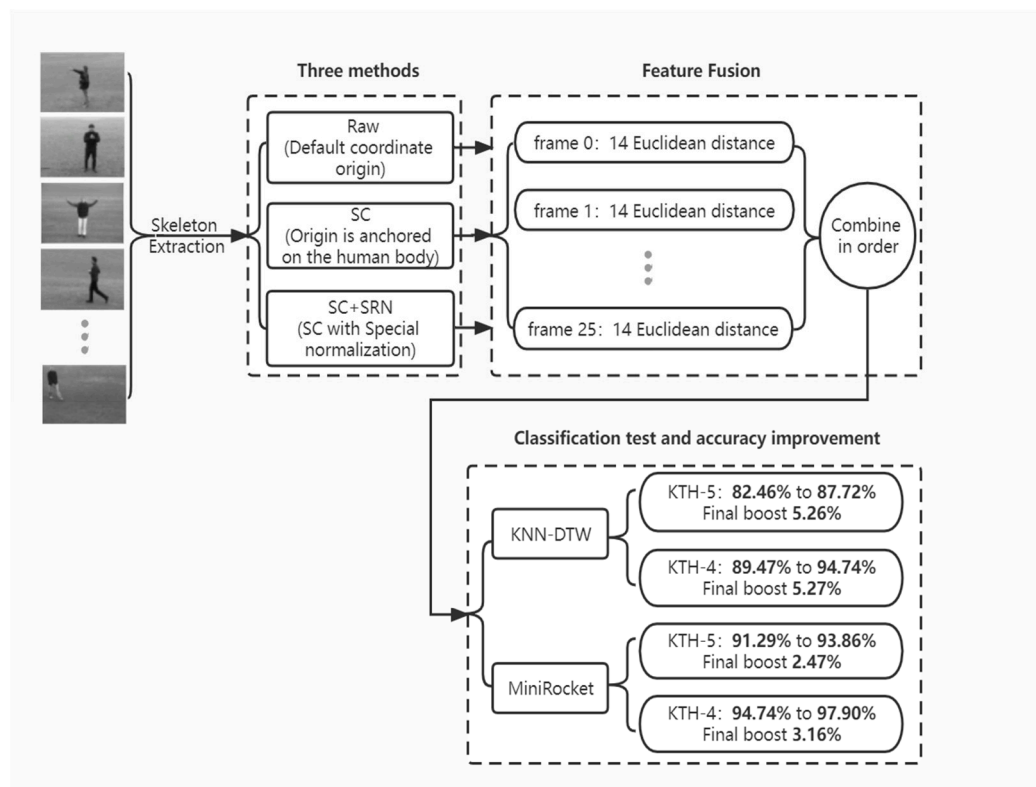 Three methods
Feature Fusion
Skeleton
Extraction
Raw
(Default coordinate
origin)
SC
(Origin is anchored
on the human body)
SC+SRN
(SC with Special
normalization)
frame 0: 14 Euclidean distance
frame 1: 14 Euclidean distance
frame 25: 14 Euclidean distance
Combine
in order
Classification test and accuracy improvement
KNN-DTW
KTH-5: 82.46% to 87.72%
Final boost 5.26%
KTH-4: 89.47% to 94.74%
Final boost 5.27%
MiniRocket
KTH-5: 91.29% to 93.86%
Final boost 2.47%
KTH-4: 94.74% to 97.90%
Final boost 3.16%